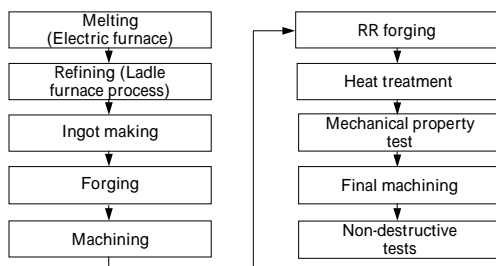 Melting
(Electric furnace)
Refining (Ladle
furnace process)
Ingot making
Forging
Machining
RR forging
Heat treatment
Mechanical property
test
Final machining
Non-destructive
tests